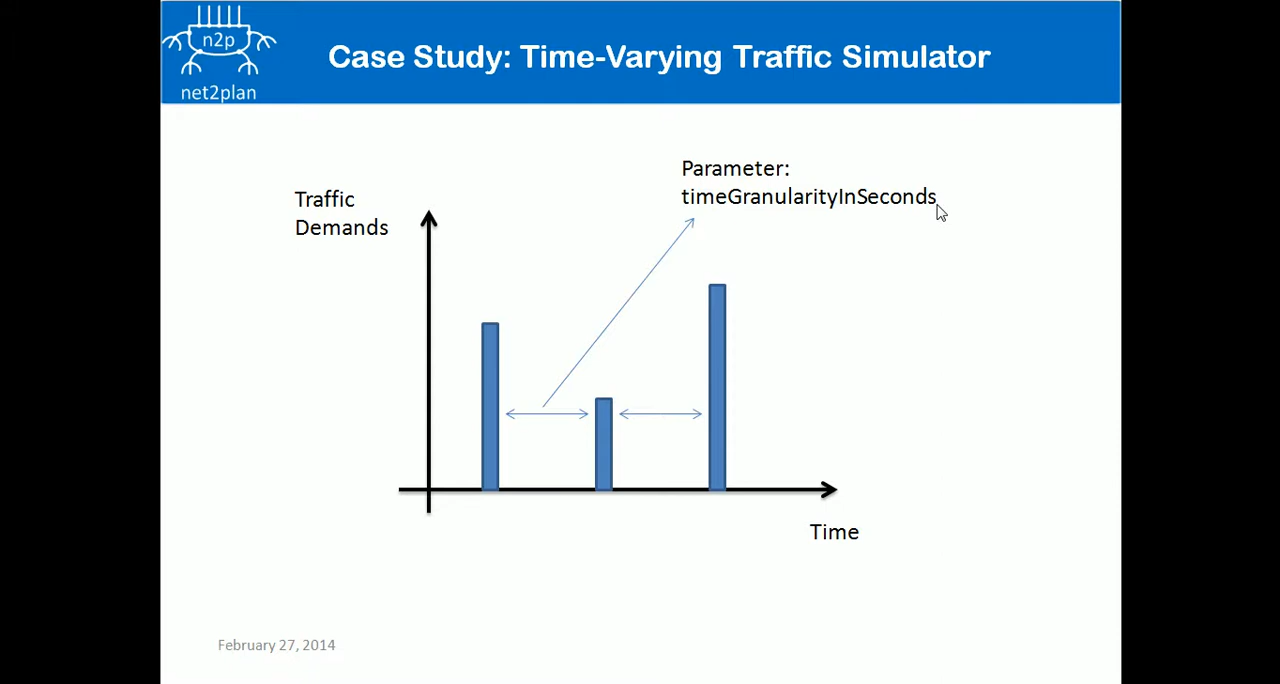 n2p
net2plan
Case Study: Time-Varying Traffic Simulator
Parameter:
timeGranularityInSeconds
Traffic
Demands
Time
February 27, 2014